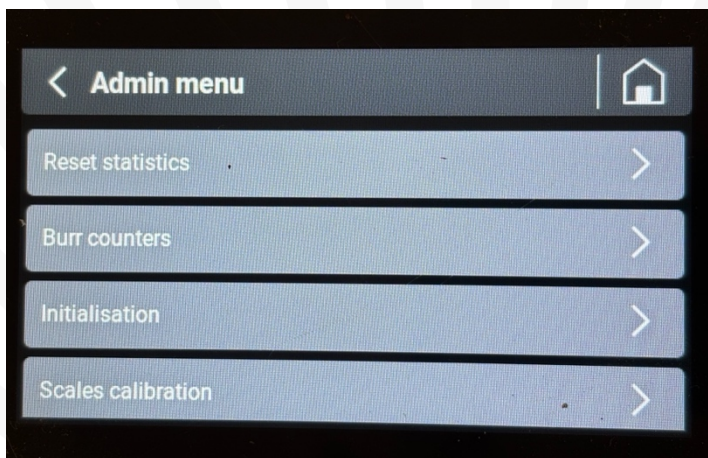 Admin menu
Reset statistics
Burr counters
Initialisation
Scales calibration